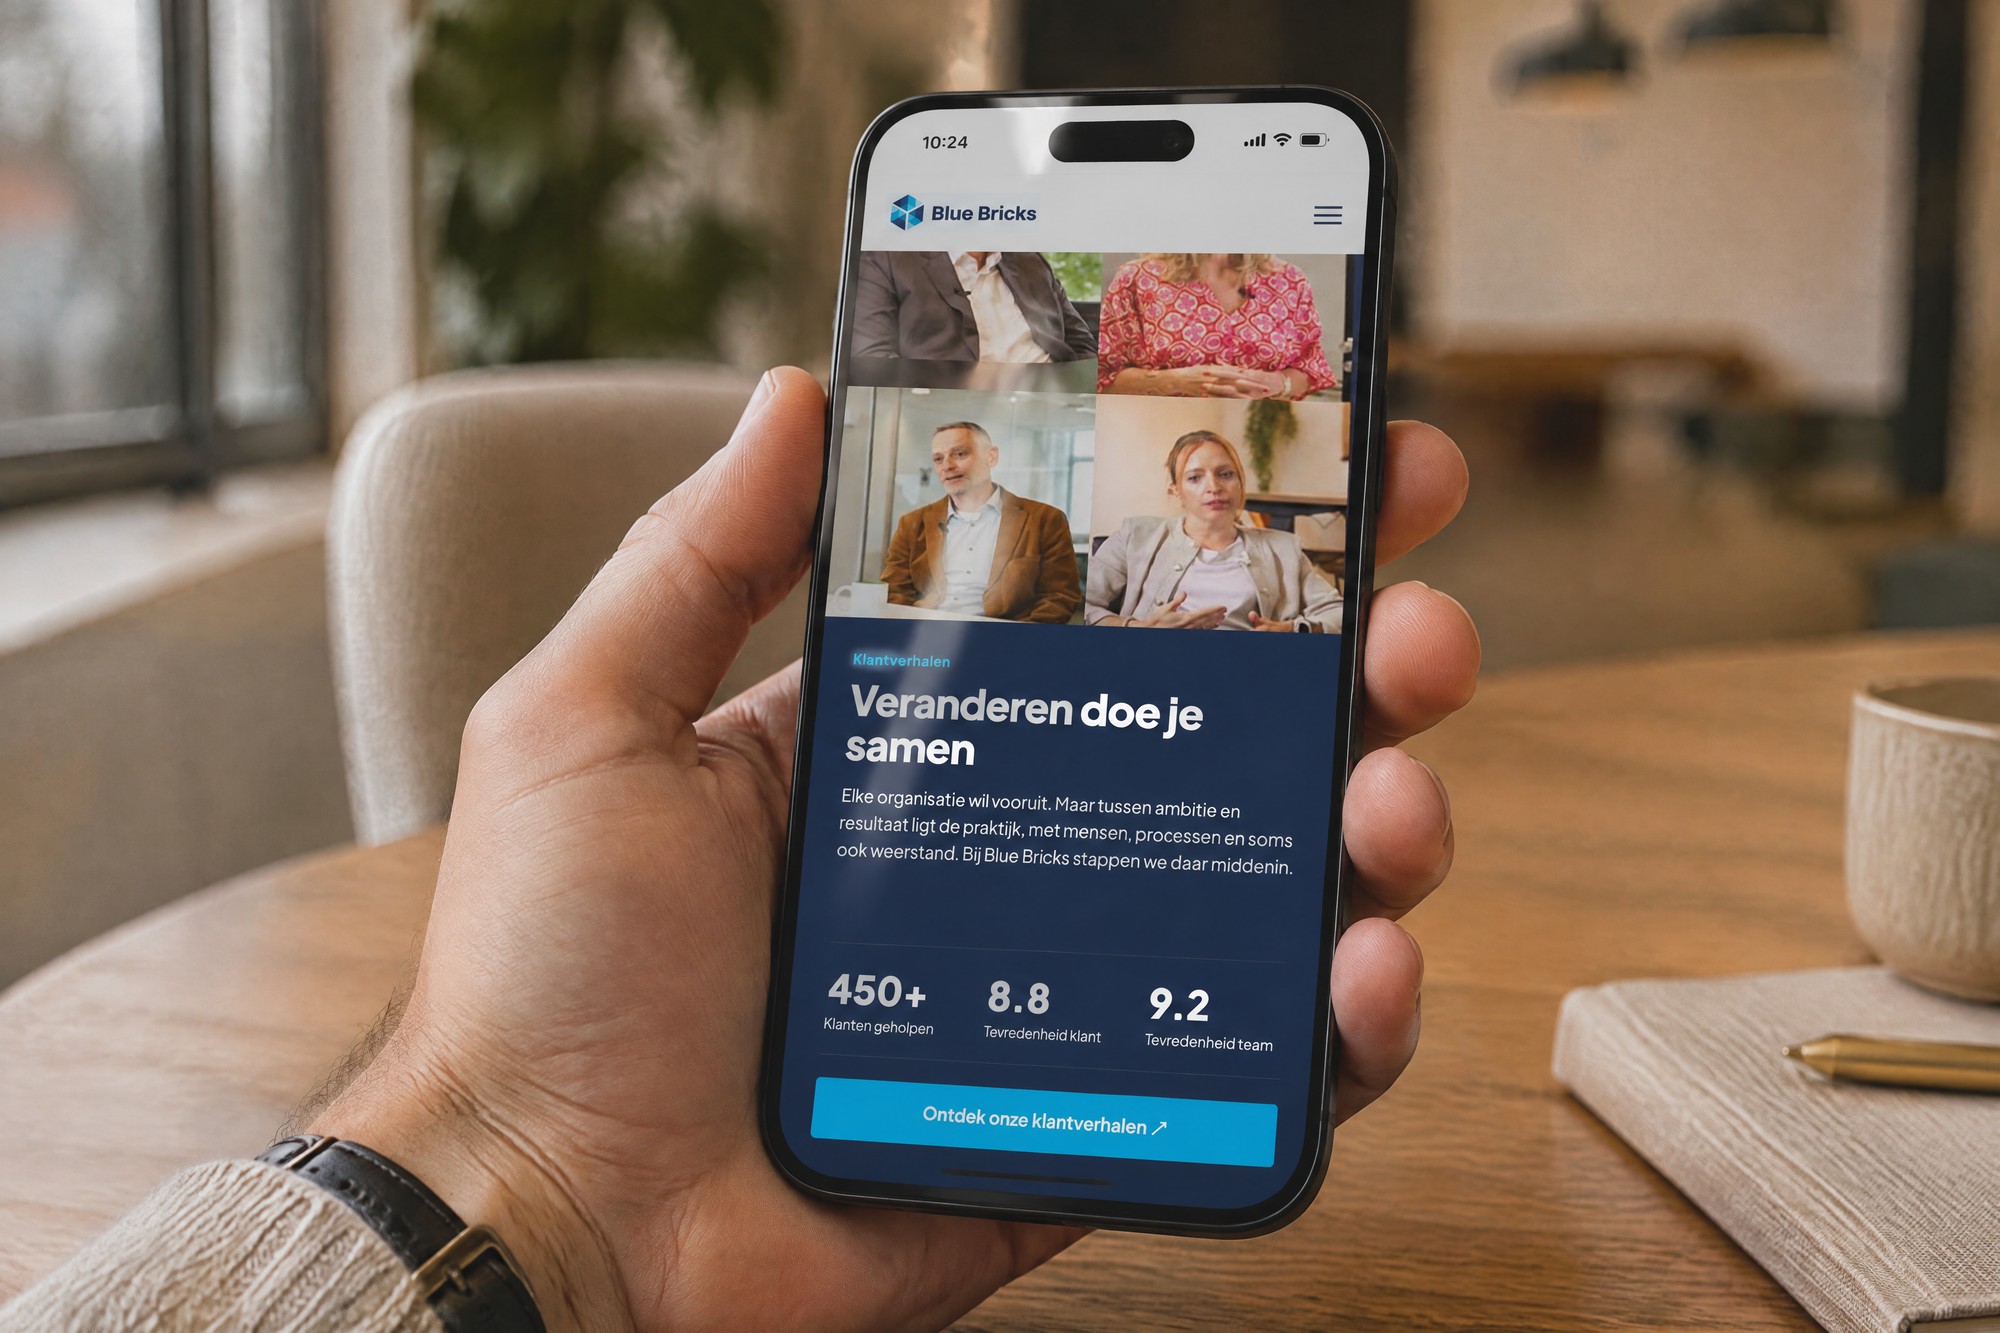 10:24
Blue Bricks
Klantverhalen
Veranderen doe je
samen
Elke organisatie wil vooruit. Maar tussen ambitie en
resultaat ligt de praktijk, met mensen, processen en soms
ook weerstand. Bij Blue Bricks stappen we daar middenin.
450+
Klanten geholpen
8.8
Tevredenheid klant
9.2
Tevredenheid team
Ontdek onze klantverhalen ↗